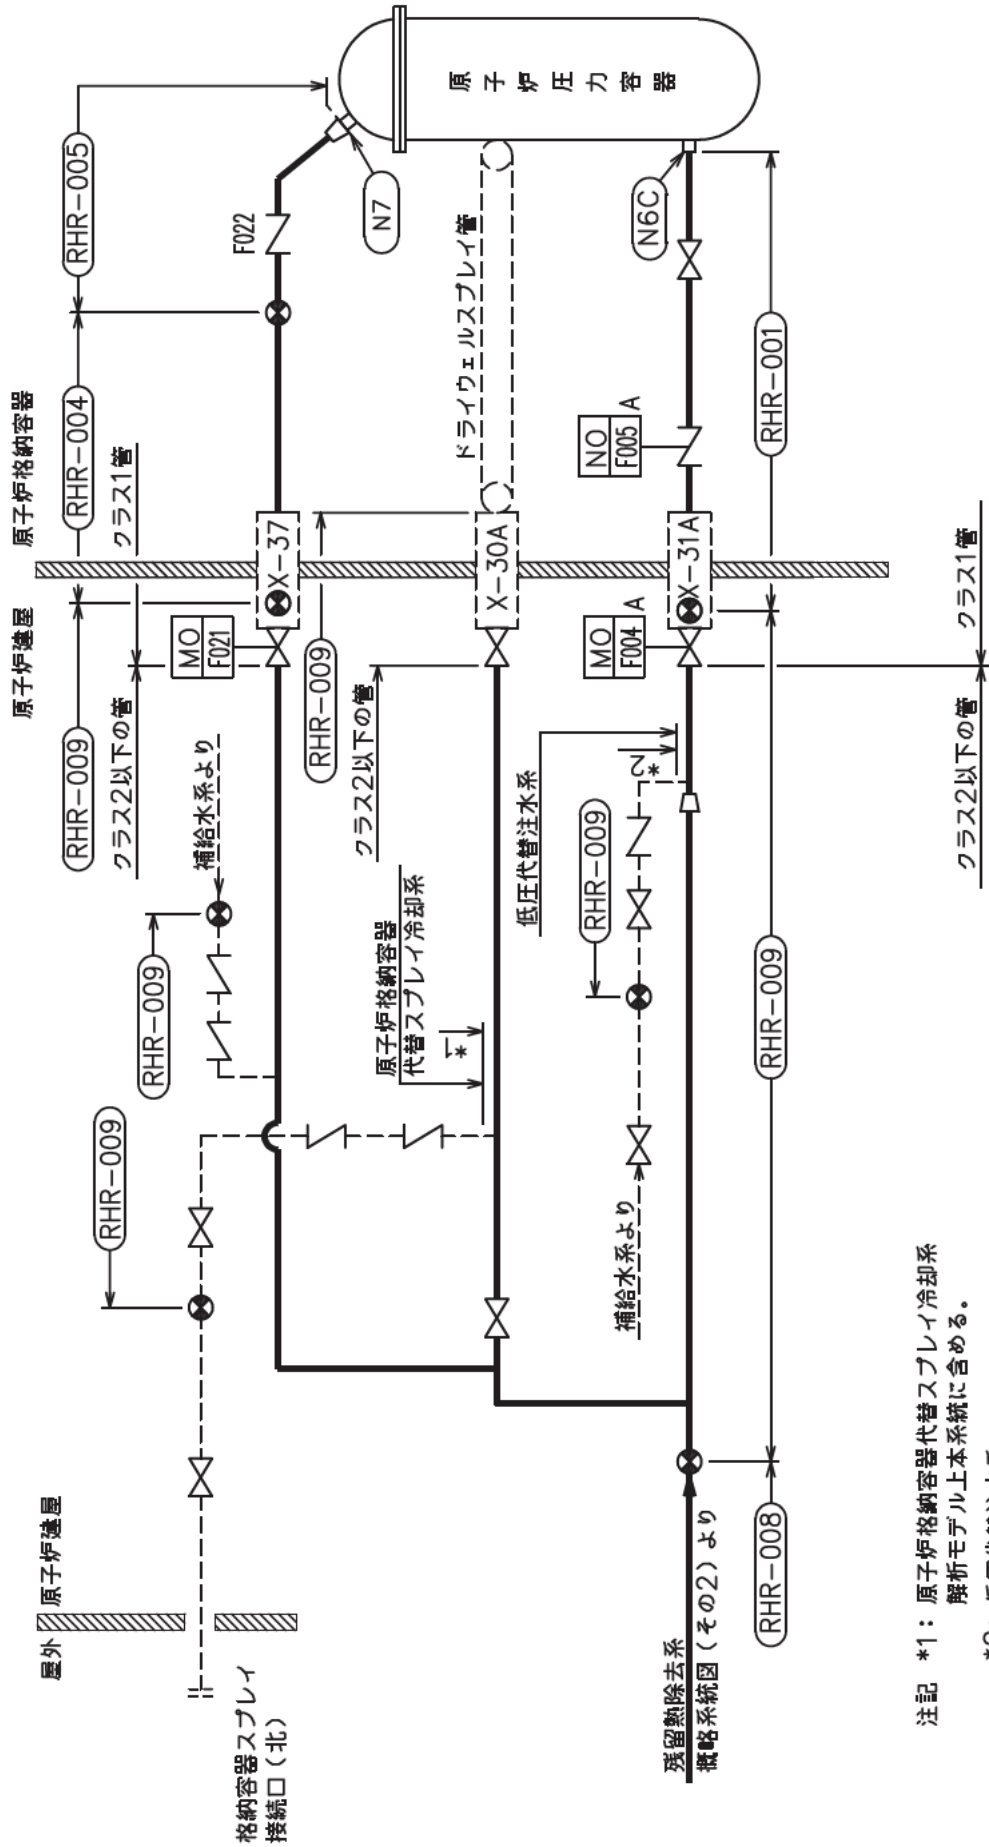 原子炉建屋
原子炉格納容器
RHR-009
RHR-004
RHR-005
クラス2以下の管
クラス1管
補給水系より
RHR-009
RHR-009
MO
F021
X-37
F022
N7
屋外
原子炉建屋
格納容器スプレイ
接続口(北)
RHR-009
クラス2以下の管
原子炉格納容器
代替スプレイ冷却系
*1
X-30A
ドライウェルスプレイ管
原子炉圧力容器
低圧代替注水系
*2
RHR-009
補給水系より
MO
F004
A
X-31A
NO
F005
A
N6C
残留熱除去系
概略系統図(その2)より
RHR-008
RHR-009
RHR-001
クラス2以下の管
クラス1管
注記 *1:原子炉格納容器代替スプレイ冷却系
解析モデル上本系統に含める。